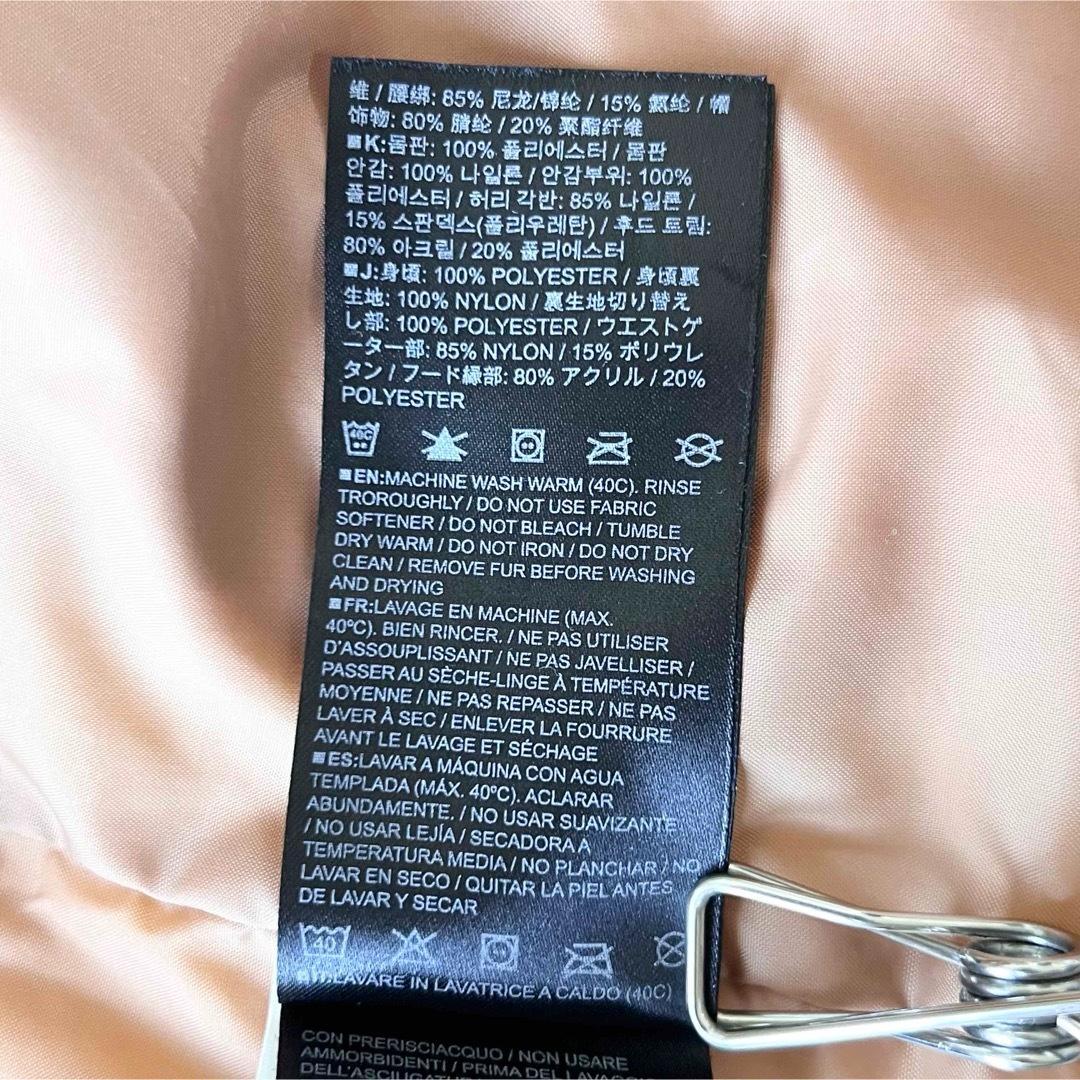 维 / 腰绑: 85% 尼龙/锦纶 / 15% 氨纶 / 帽
饰物: 80% 腈纶 / 20% 聚酯纤维
■K:몸판: 100% 폴리에스터 / 몸판
안감: 100% 나일론 / 안감부위: 100%
폴리에스터 / 허리 각반: 85% 나일론 /
15% 스판덱스(폴리우레탄) / 후드 트림:
80% 아크릴 / 20% 폴리에스터
■J:身頃: 100% POLYESTER / 身頃裏
生地: 100% NYLON / 裏生地切り替え
し部: 100% POLYESTER / ウエストゲ
ーター部: 85% NYLON / 15% ポリウレ
タン / フード縁部: 80% アクリル / 20%
POLYESTER
40C
■EN:MACHINE WASH WARM (40C). RINSE
TROROUGHLY / DO NOT USE FABRIC
SOFTENER / DO NOT BLEACH / TUMBLE
DRY WARM / DO NOT IRON / DO NOT DRY
CLEAN / REMOVE FUR BEFORE WASHING
AND DRYING
■FR:LAVAGE EN MACHINE (MAX.
40ºC). BIEN RINCER. / NE PAS UTILISER
D'ASSOUPLISSANT / NE PAS JAVELLISER /
PASSER AU SÈCHE-LINGE À TEMPÉRATURE
MOYENNE / NE PAS REPASSER / NE PAS
LAVER À SEC / ENLEVER LA FOURRURE
AVANT LE LAVAGE ET SÉCHAGE
■ES:LAVAR A MÁQUINA CON AGUA
TEMPLADA (MÁX. 40ºC). ACLARAR
ABUNDAMENTE. / NO USAR SUAVIZANTE
/ NO USAR LEJÍA / SECADORA A
TEMPERATURA MEDIA / NO PLANCHAR / NO
LAVAR EN SECO / QUITAR LA PIEL ANTES
DE LAVAR Y SECAR
40
■IT:LAVARE IN LAVATRICE A CALDO (40C)
CON PRERISCIACQUO / NON USARE
AMMORBIDENTI / PRIMA DEL LAVAGGIO